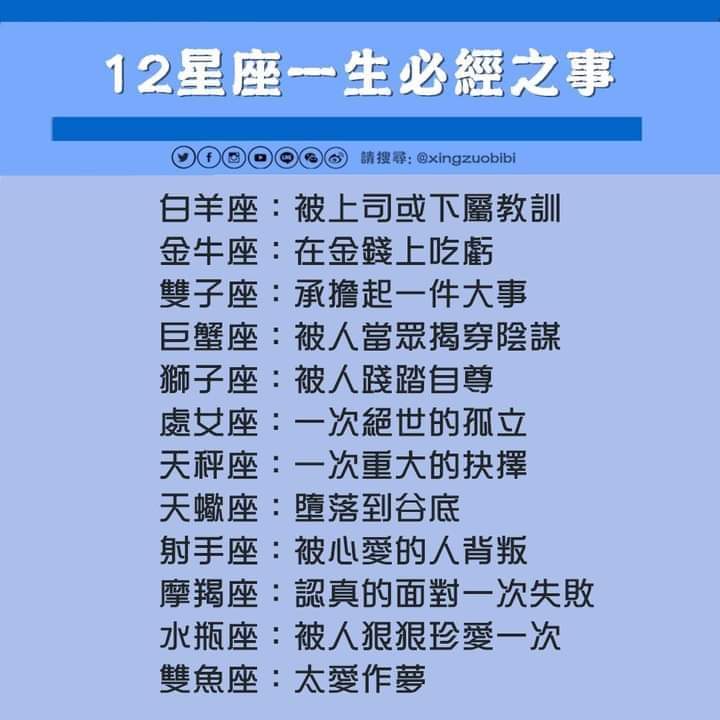 12星座一生必經之事
請搜尋: @xingzuobibi
白羊座：被上司或下屬教訓
金牛座：在金錢上吃虧
雙子座：承擔起一件大事
巨蟹座：被人當眾揭穿陰謀
獅子座：被人踐踏自尊
處女座：一次絕世的孤立
天秤座：一次重大的抉擇
天蠍座：墮落到谷底
射手座：被心愛的人背叛
摩羯座：認真的面對一次失敗
水瓶座：被人狠狠珍愛一次
雙魚座：太愛作夢